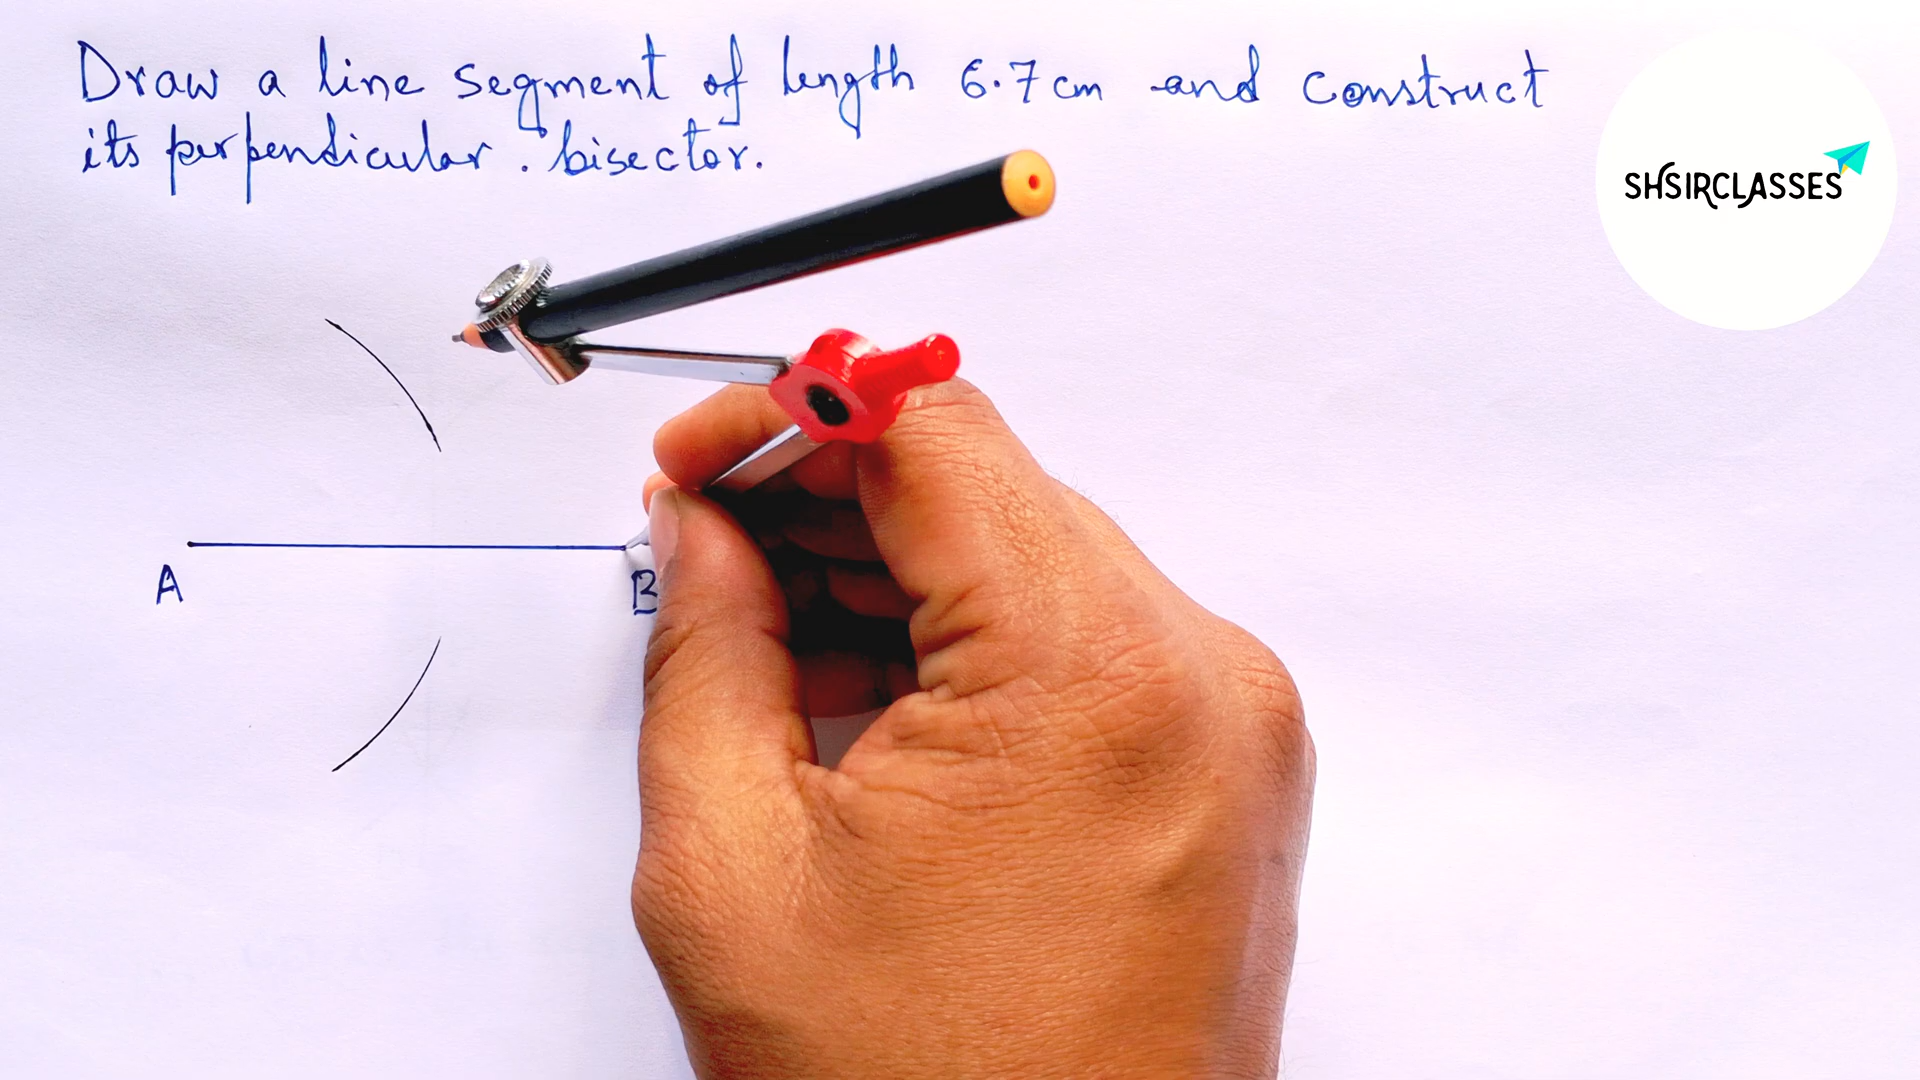 Draw a line segment of length 6.7 cm and construct
its perpendicular . bisector.
SHSIRCLASSES
A
B